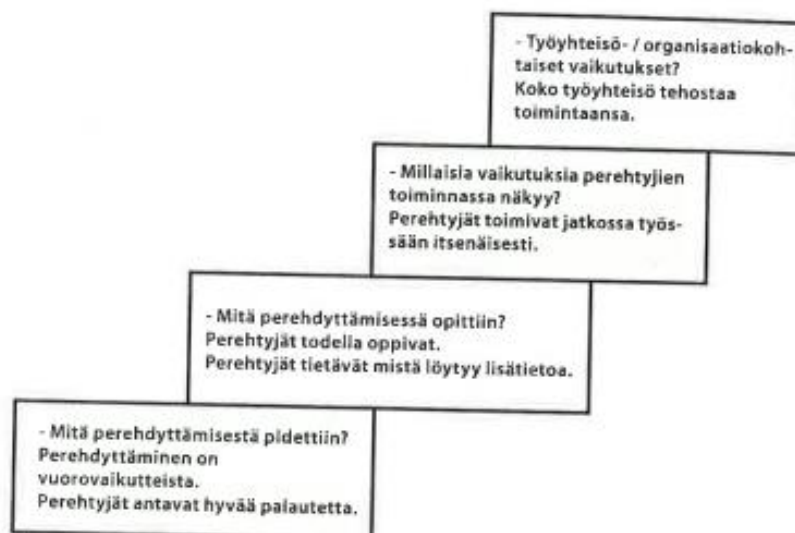 - Työyhteisö- / organisaatiokoh-
taiset vaikutukset?
Koko työyhteisö tehostaa
toimintaansa.
- Millaisia vaikutuksia perehtyjien
toiminnassa näkyy?
Perehtyjät toimivat jatkossa työs-
sään itsenäisesti.
- Mitä perehdyttämisessä opittiin?
Perehtyjät todella oppivat.
Perehtyjät tietävät mistä löytyy lisätietoa.
- Mitä perehdyttämisestä pidettiin?
Perehdyttäminen on
vuorovaikutteista.
Perehtyjät antavat hyvää palautetta.